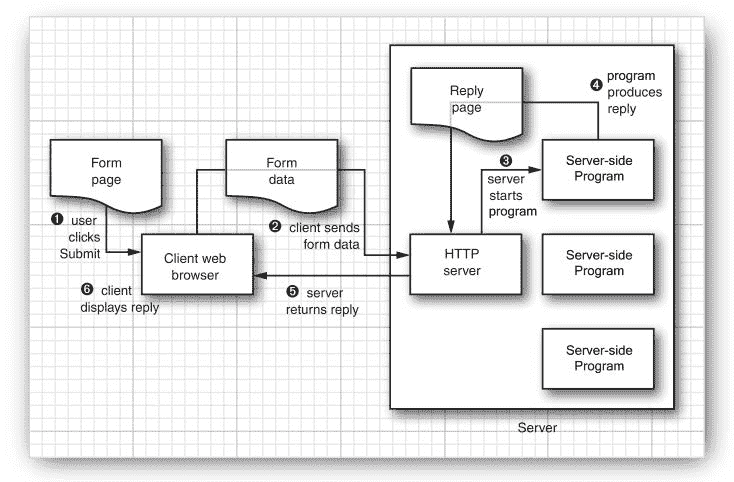 Form
page
❶ user
clicks
Submit
Form
data
❷ client sends
form data
Client web
browser
❻ client
displays reply
❺ server
returns reply
Reply
page
❹ program
produces
reply
❸
server
starts
program
Server-side
Program
HTTP
server
Server-side
Program
Server-side
Program
Server